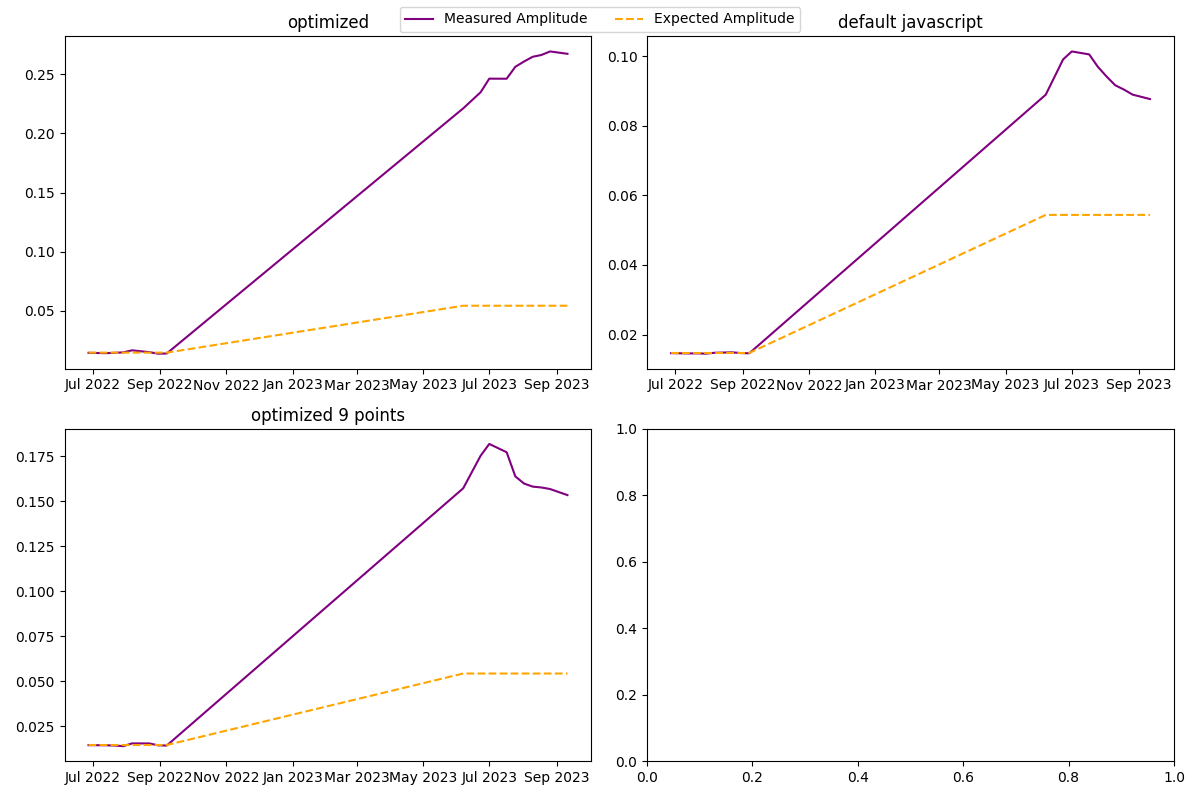 Measured Amplitude Expected Amplitude
optimized
0.25
0.20
0.15
0.10
0.05
Jul 2022 Sep 2022 Nov 2022 Jan 2023 Mar 2023 May 2023 Jul 2023 Sep 2023
default javascript
0.10
0.08
0.06
0.04
0.02
Jul 2022 Sep 2022 Nov 2022 Jan 2023 Mar 2023 May 2023 Jul 2023 Sep 2023
optimized 9 points
0.175
0.150
0.125
0.100
0.075
0.050
0.025
Jul 2022 Sep 2022 Nov 2022 Jan 2023 Mar 2023 May 2023 Jul 2023 Sep 2023
1.0
0.8
0.6
0.4
0.2
0.0
0.0 0.2 0.4 0.6 0.8 1.0